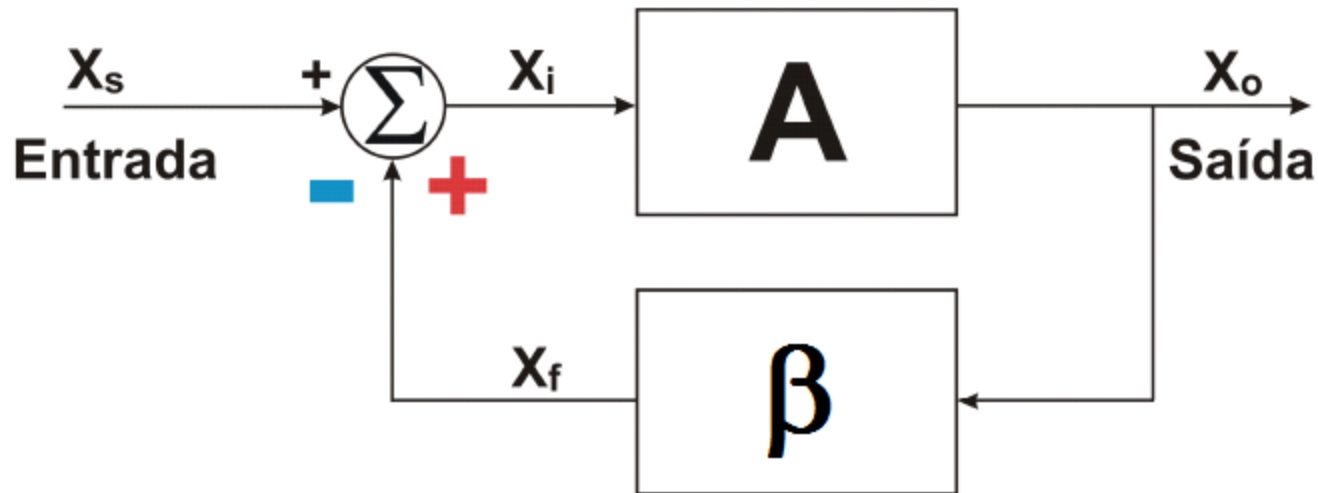 Xs
+
Σ
Xi
A
Xo
Entrada
-
+
Saída
Xf
β